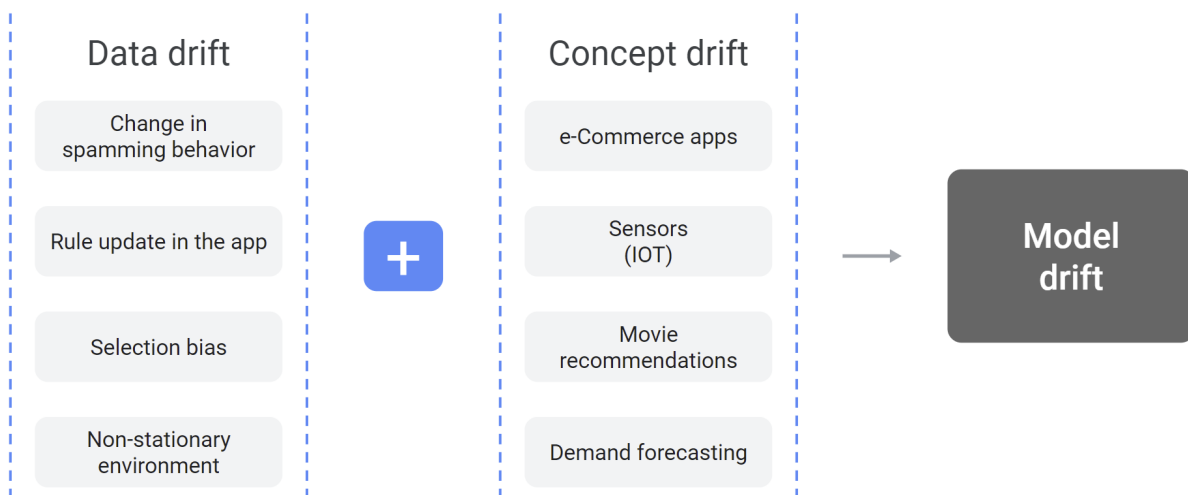 Data drift
Change in
spamming behavior
Rule update in the app
Selection bias
Non-stationary
environment
+
Concept drift
e-Commerce apps
Sensors
(IOT)
Movie
recommendations
Demand forecasting
Model
drift